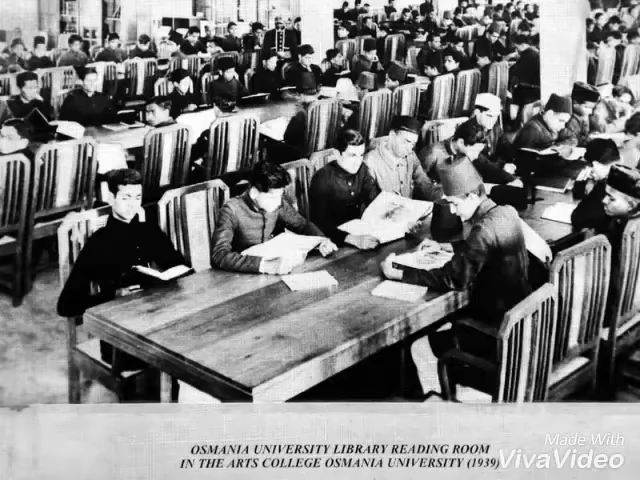 OSMANIA UNIVERSITY LIBRARY READING ROOM
IN THE ARTS COLLEGE OSMANIA UNIVERSITY (1939)
Made With
VivaVideo